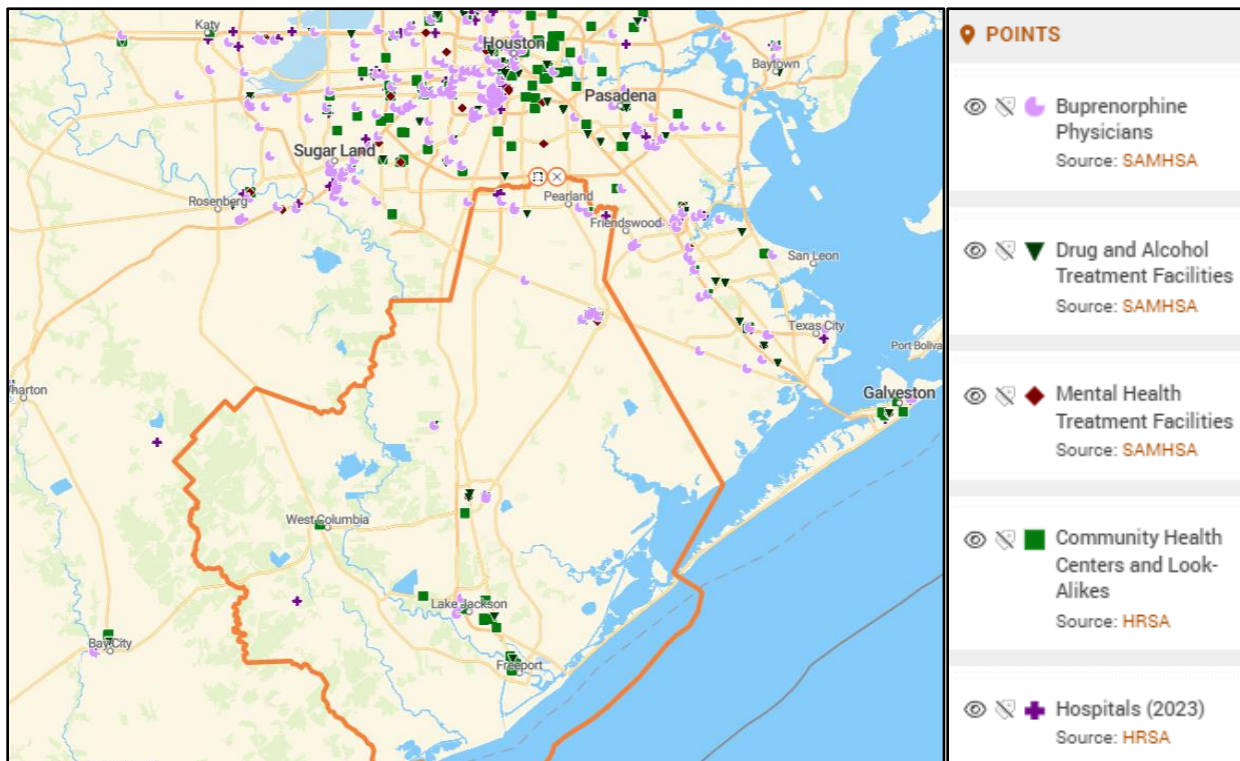 Katy
Houston
Baytown
Pasadena
Sugar Land
Rosenberg
Pearland
Friendswood
San Leon
Texas City
Port Boliva
Galveston
harton
West Columbia
Lake Jackson
Bay City
Freeport
POINTS
Buprenorphine
Physicians
Source: SAMHSA
Drug and Alcohol
Treatment Facilities
Source: SAMHSA
Mental Health
Treatment Facilities
Source: SAMHSA
Community Health
Centers and Look-
Alikes
Source: HRSA
Hospitals (2023)
Source: HRSA